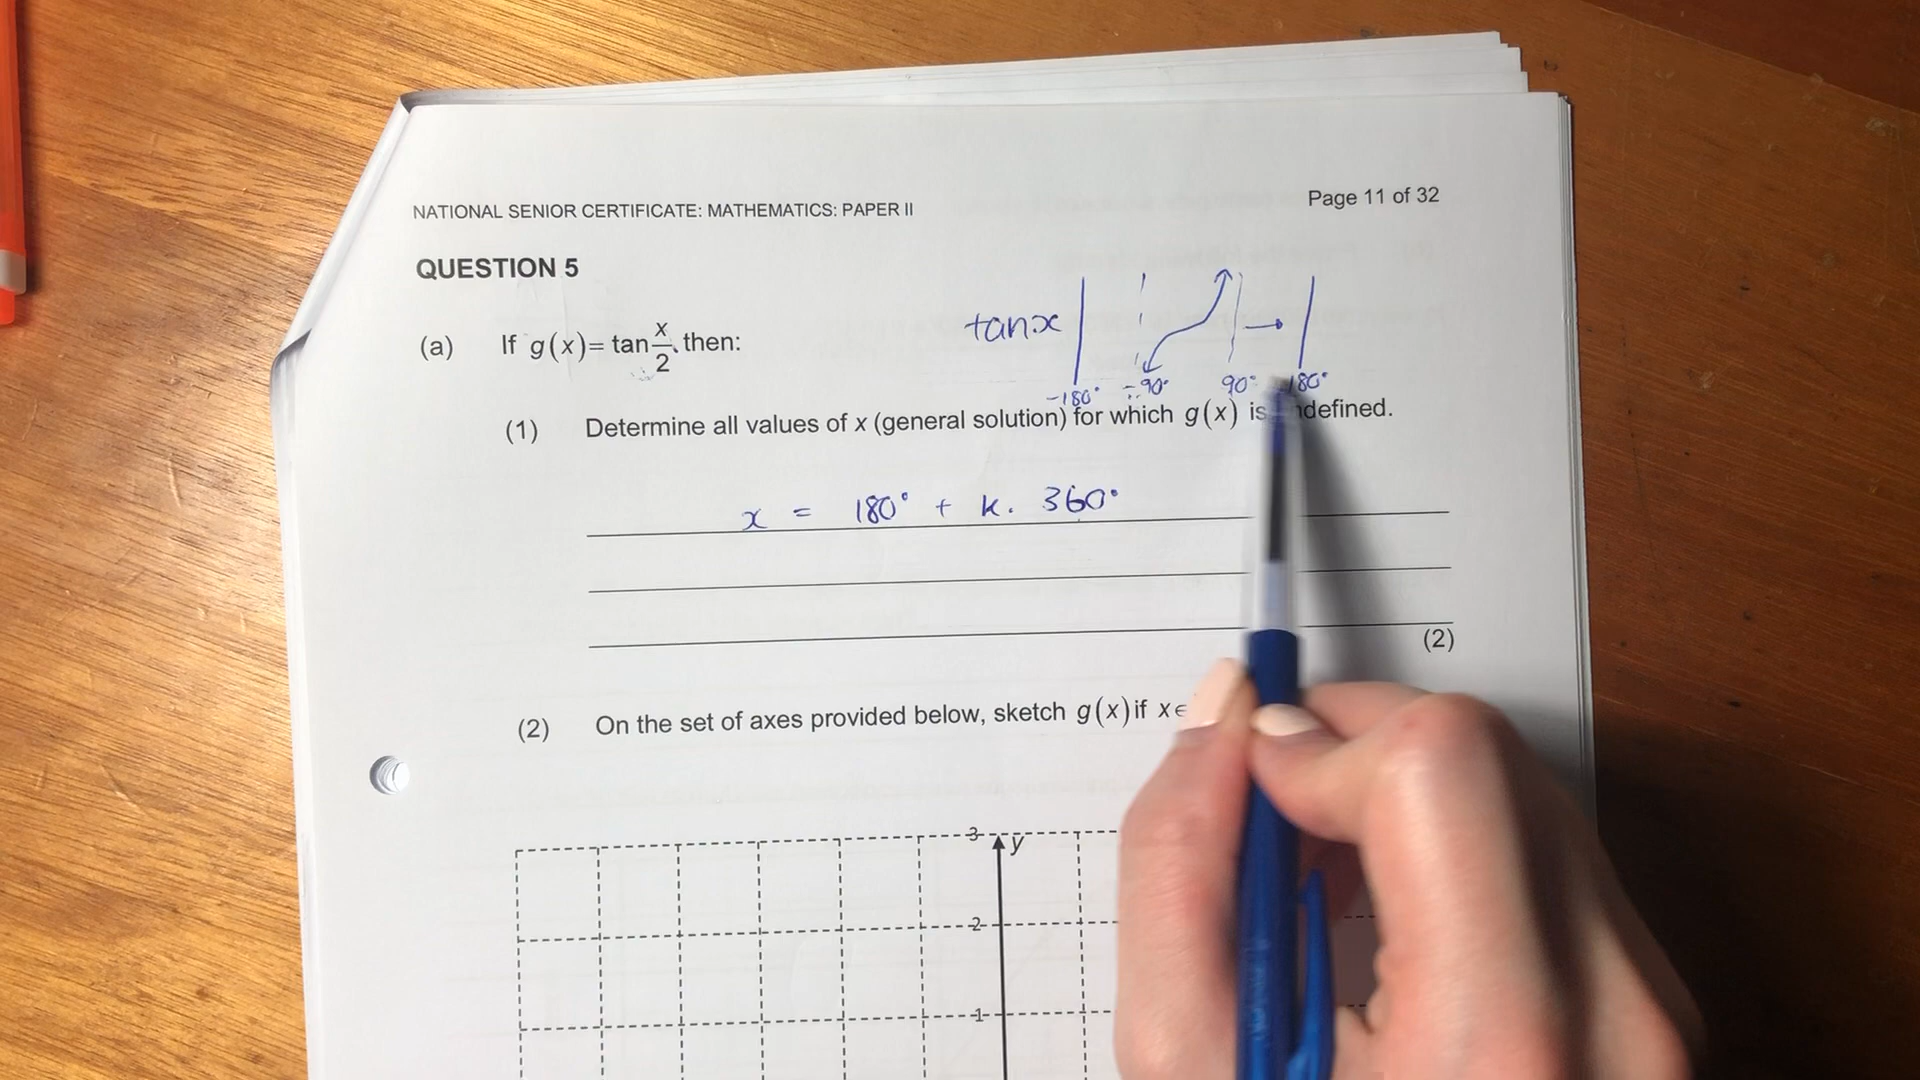 NATIONAL SENIOR CERTIFICATE: MATHEMATICS: PAPER II
Page 11 of 32
QUESTION 5
(a) If g(x)= tan x/2, then:
tanx
-180° -90° 90° 180°
(1) Determine all values of x (general solution) for which g(x) is undefined.
x = 180° + k. 360°
(2)
(2) On the set of axes provided below, sketch g(x) if x∈
3
y
2
1